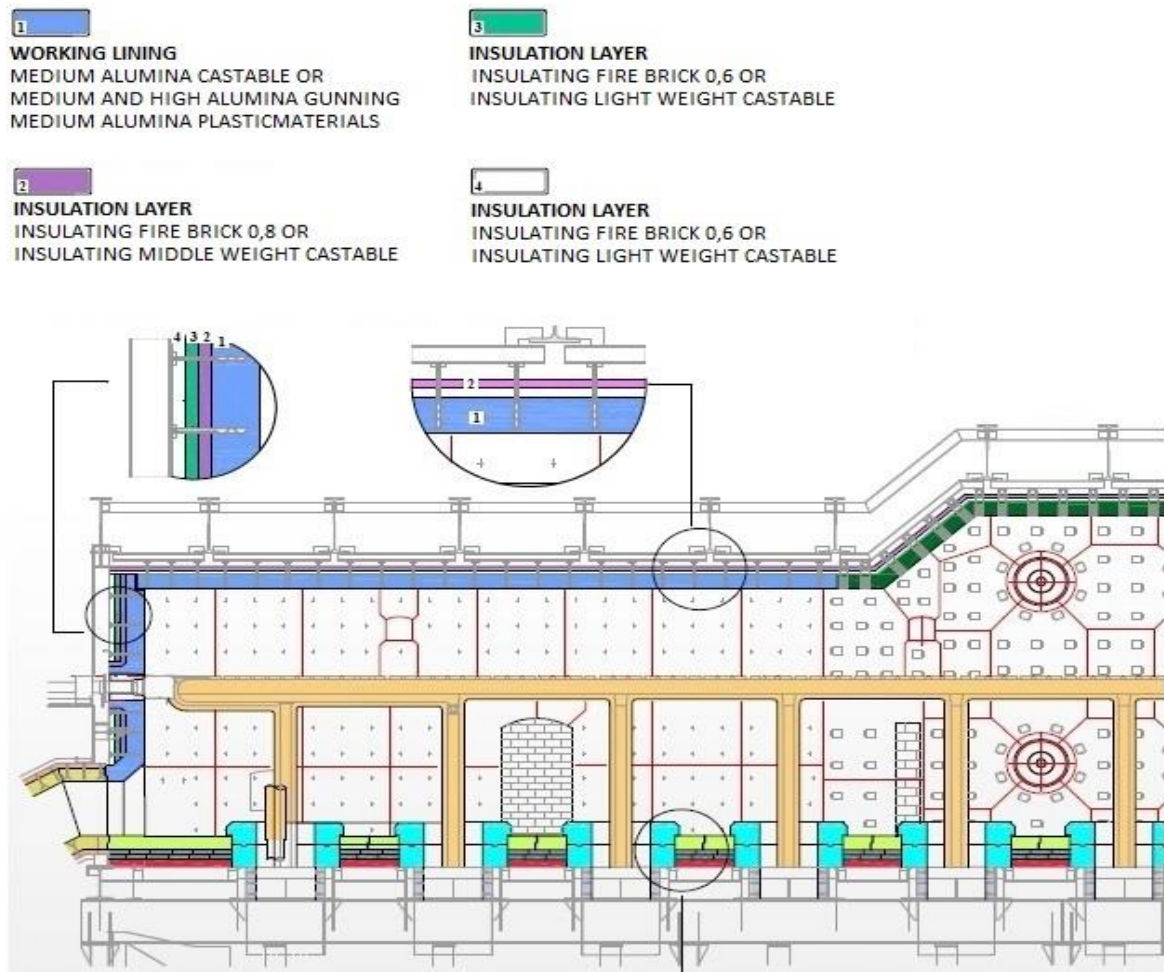 1
WORKING LINING
MEDIUM ALUMINA CASTABLE OR
MEDIUM AND HIGH ALUMINA GUNNING
MEDIUM ALUMINA PLASTICMATERIALS
3
INSULATION LAYER
INSULATING FIRE BRICK 0,6 OR
INSULATING LIGHT WEIGHT CASTABLE
2
INSULATION LAYER
INSULATING FIRE BRICK 0,8 OR
INSULATING MIDDLE WEIGHT CASTABLE
4
INSULATION LAYER
INSULATING FIRE BRICK 0,6 OR
INSULATING LIGHT WEIGHT CASTABLE
4 3 2 1
2
1